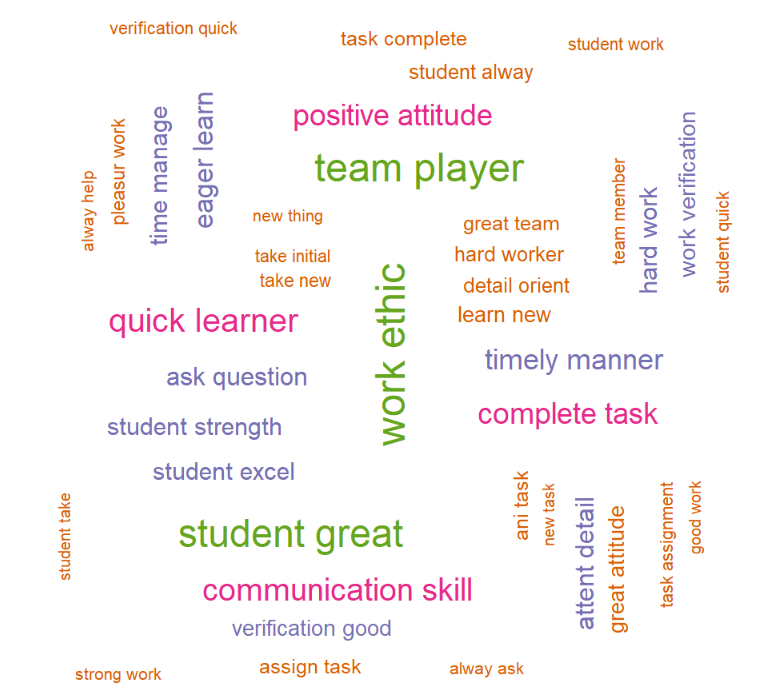 verification quick
task complete
student work
student alway
positive attitude
team player
alway help
pleasur work
time manage
eager learn
new thing
take initial
take new
great team
hard worker
detail orient
learn new
team member
hard work
work verification
student quick
quick learner
work ethic
ask question
timely manner
student strength
complete task
student excel
student take
student great
ani task
new task
attent detail
great attitude
task assignment
good work
communication skill
verification good
strong work
assign task
alway ask